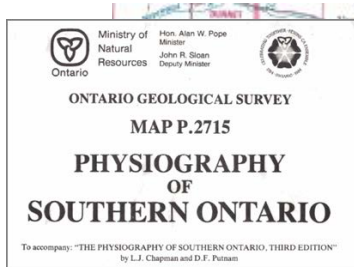 Ministry of
Natural
Resources
Hon. Alan W. Pope
Minister
John R. Sloan
Deputy Minister
Ontario
ONTARIO GEOLOGICAL SURVEY
MAP P.2715
PHYSIOGRAPHY
OF
SOUTHERN ONTARIO
To accompany: "THE PHYSIOGRAPHY OF SOUTHERN ONTARIO, THIRD EDITION"
by L.J. Chapman and D.F. Putnam